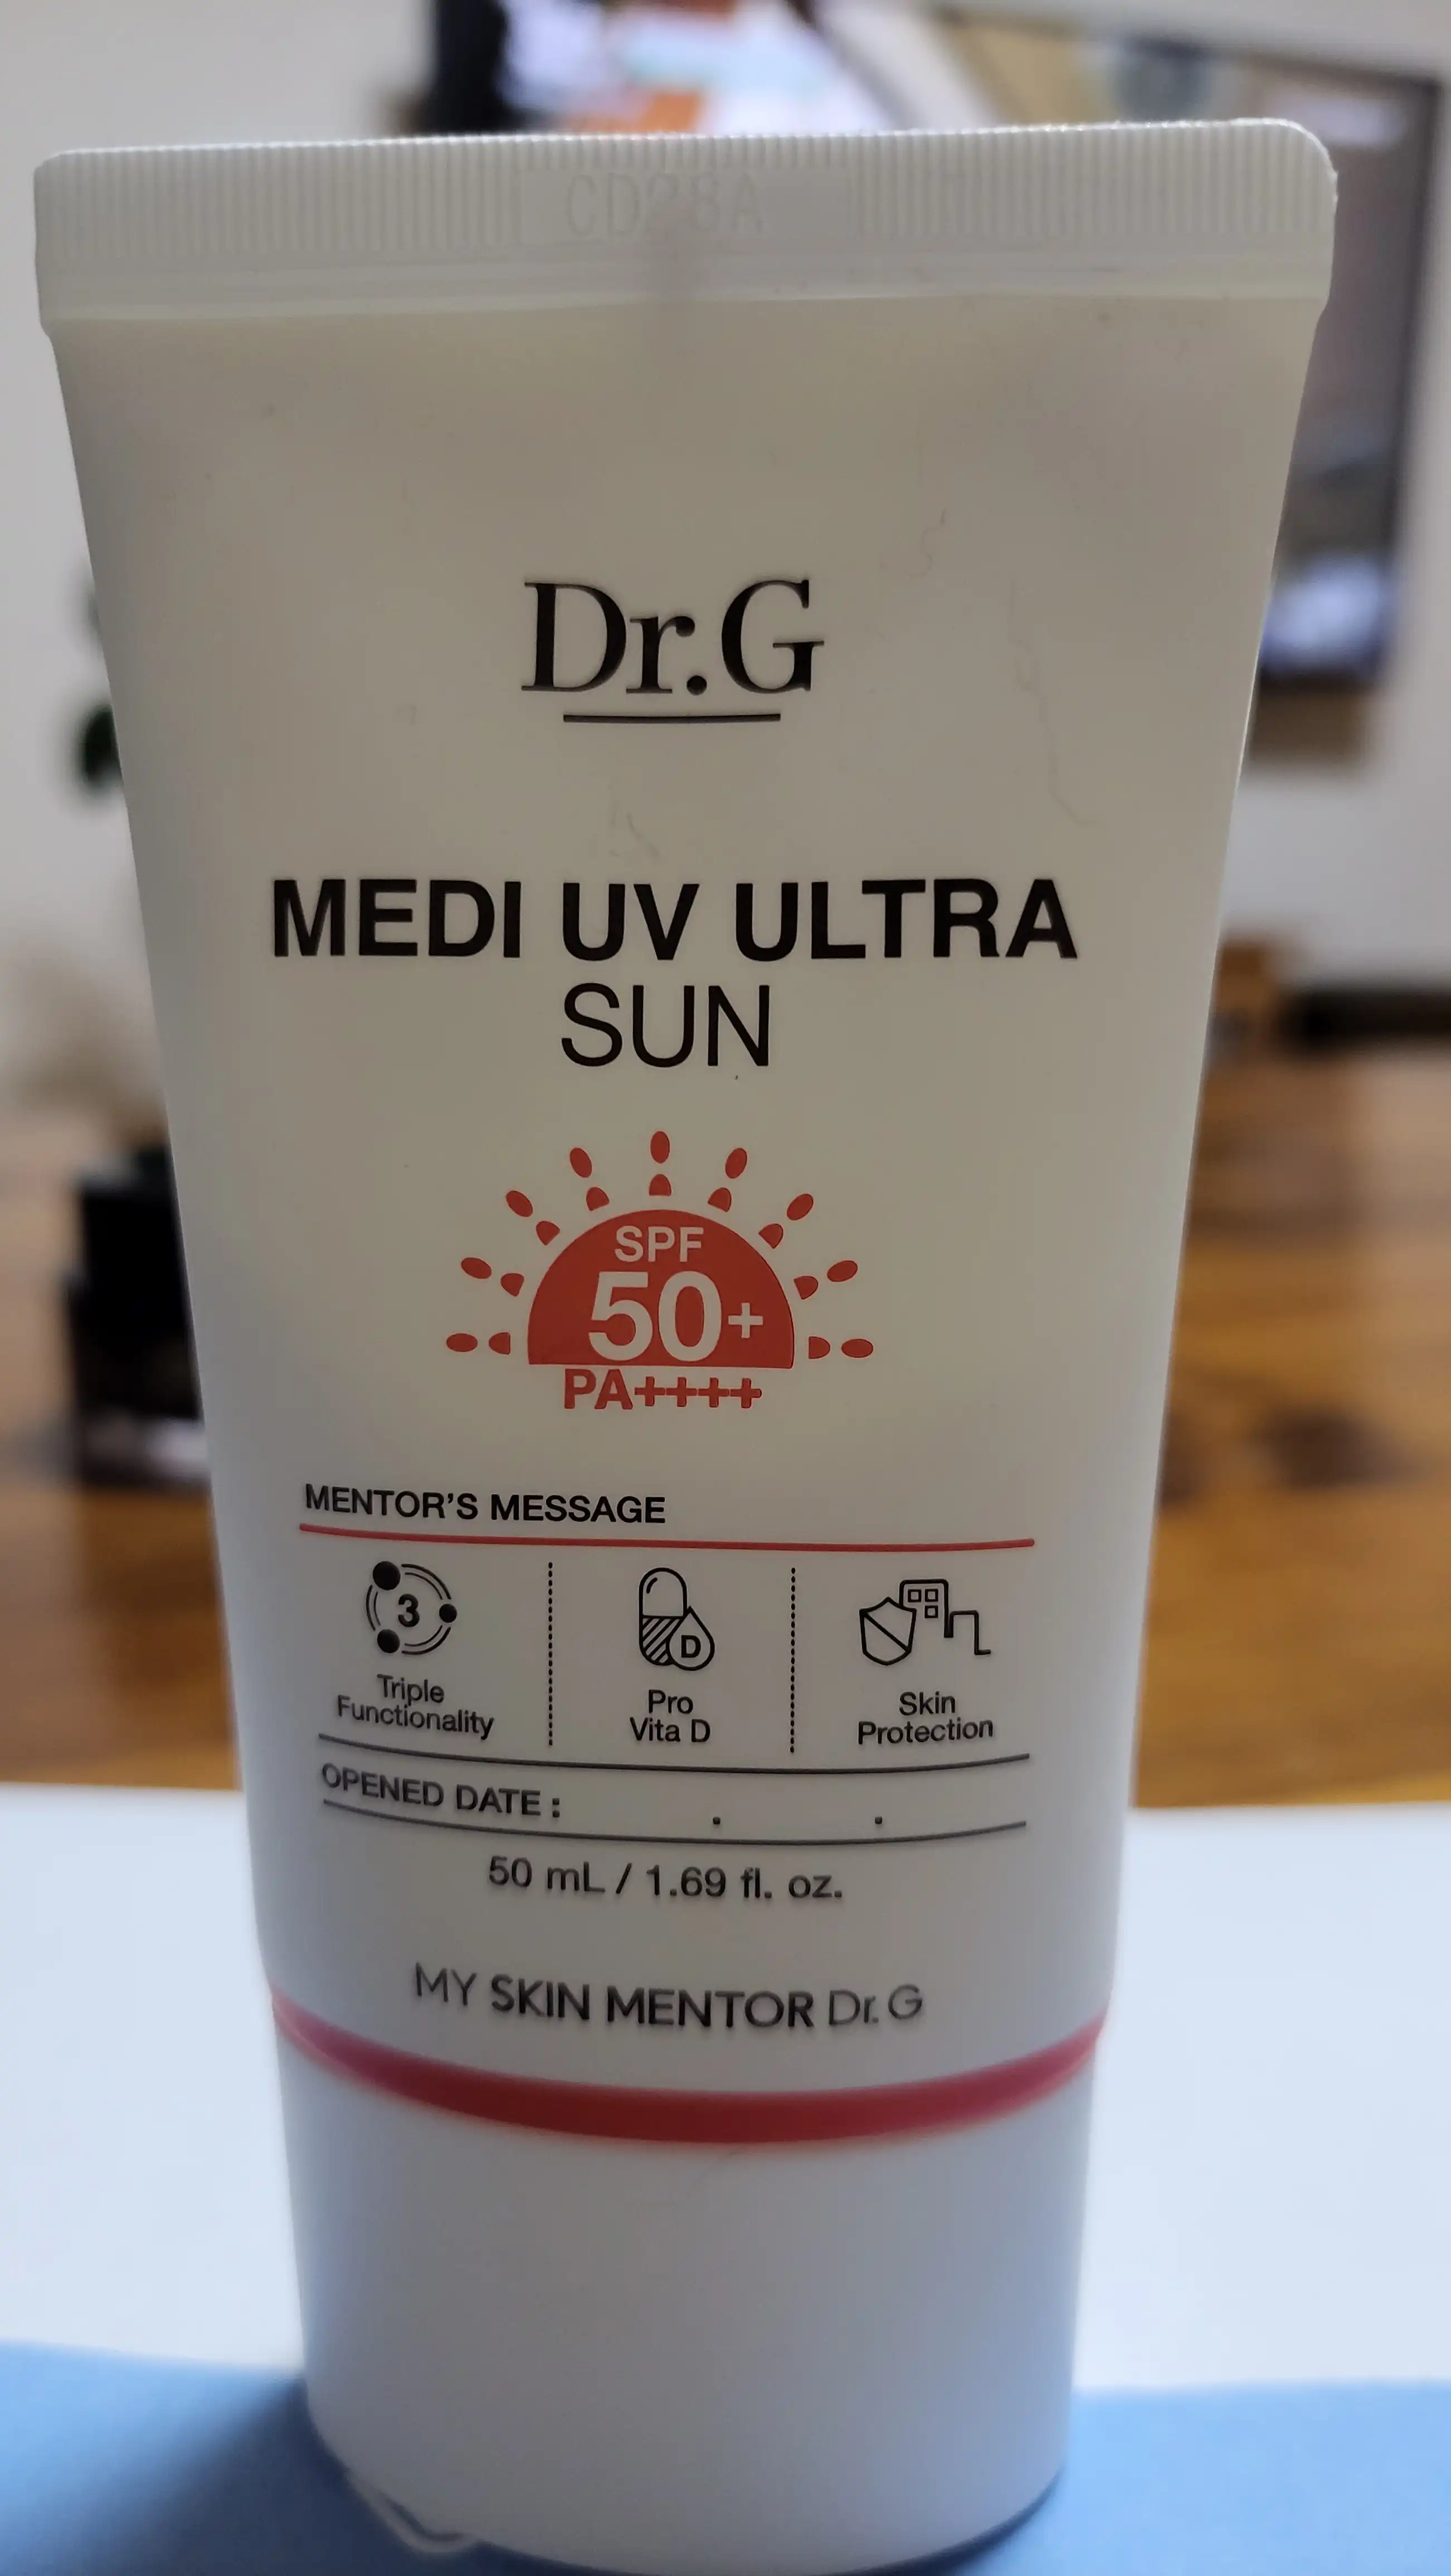 CD28A
Dr.G
MEDI UV ULTRA
SUN
SPF
50+
PA++++
MENTOR'S MESSAGE
3
Triple
Functionality
D
Pro
Vita D
Skin
Protection
OPENED DATE : . .
50 mL / 1.69 fl. oz.
MY SKIN MENTOR Dr. G